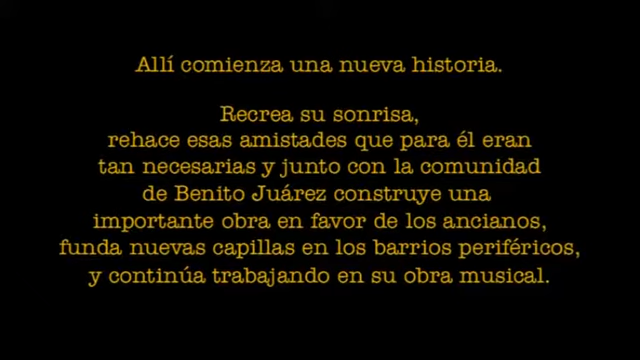 Allí comienza una nueva historia.
Recrea su sonrisa,
rehace esas amistades que para él eran
tan necesarias y junto con la comunidad
de Benito Juárez construye una
importante obra en favor de los ancianos,
funda nuevas capillas en los barrios periféricos,
y continúa trabajando en su obra musical.